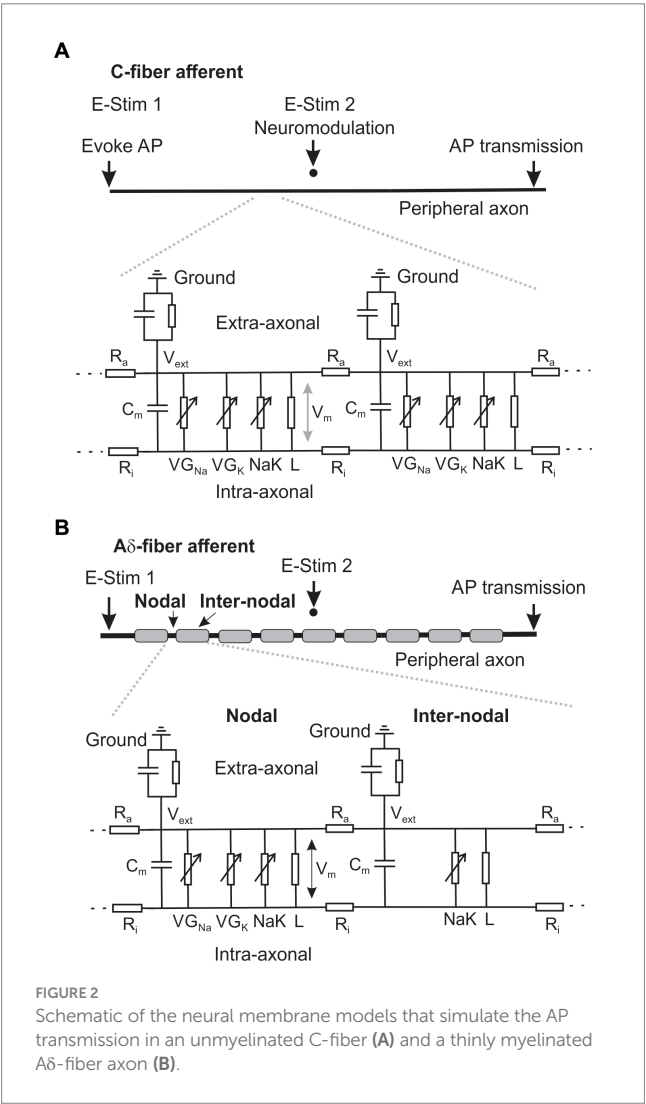 A
C-fiber afferent
E-Stim 1
E-Stim 2
Neuromodulation
Evoke AP
AP transmission
Peripheral axon
Ground
Ground
Extra-axonal
Ra
Vext
Ra
Vext
Ra
Cm
Vm
Cm
Ri
VGNa VGK NaK L
Ri
VGNa VGK NaK L
Ri
Intra-axonal
B
Aδ-fiber afferent
E-Stim 1
E-Stim 2
Nodal
Inter-nodal
AP transmission
Peripheral axon
Nodal
Inter-nodal
Ground
Ground
Extra-axonal
Ra
Vext
Ra
Vext
Ra
Cm
Vm
Cm
Ri
VGNa VGK NaK L
Ri
NaK L
Ri
Intra-axonal
FIGURE 2
Schematic of the neural membrane models that simulate the AP
transmission in an unmyelinated C-fiber (A) and a thinly myelinated
Aδ-fiber axon (B).